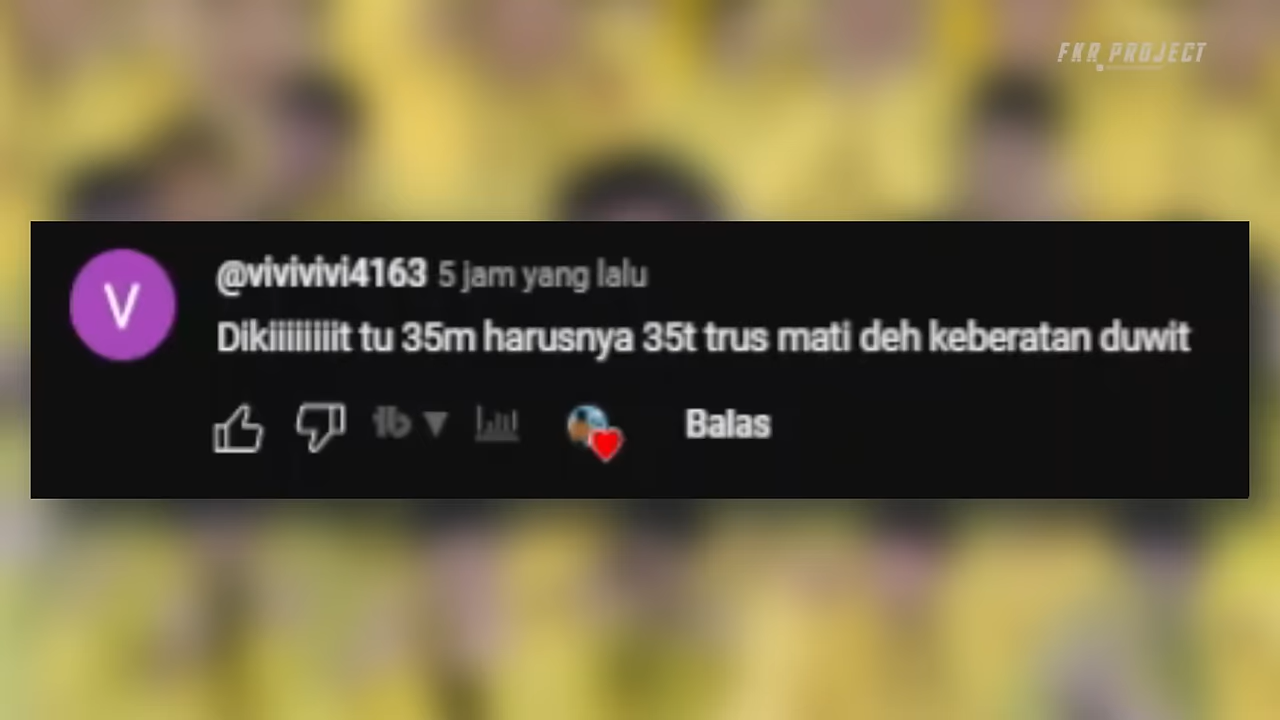 FKR PROJECT
@vivivivi4163 5 jam yang lalu
Dikiiiiiiiit tu 35m harusnya 35t trus mati deh keberatan duwit
Balas